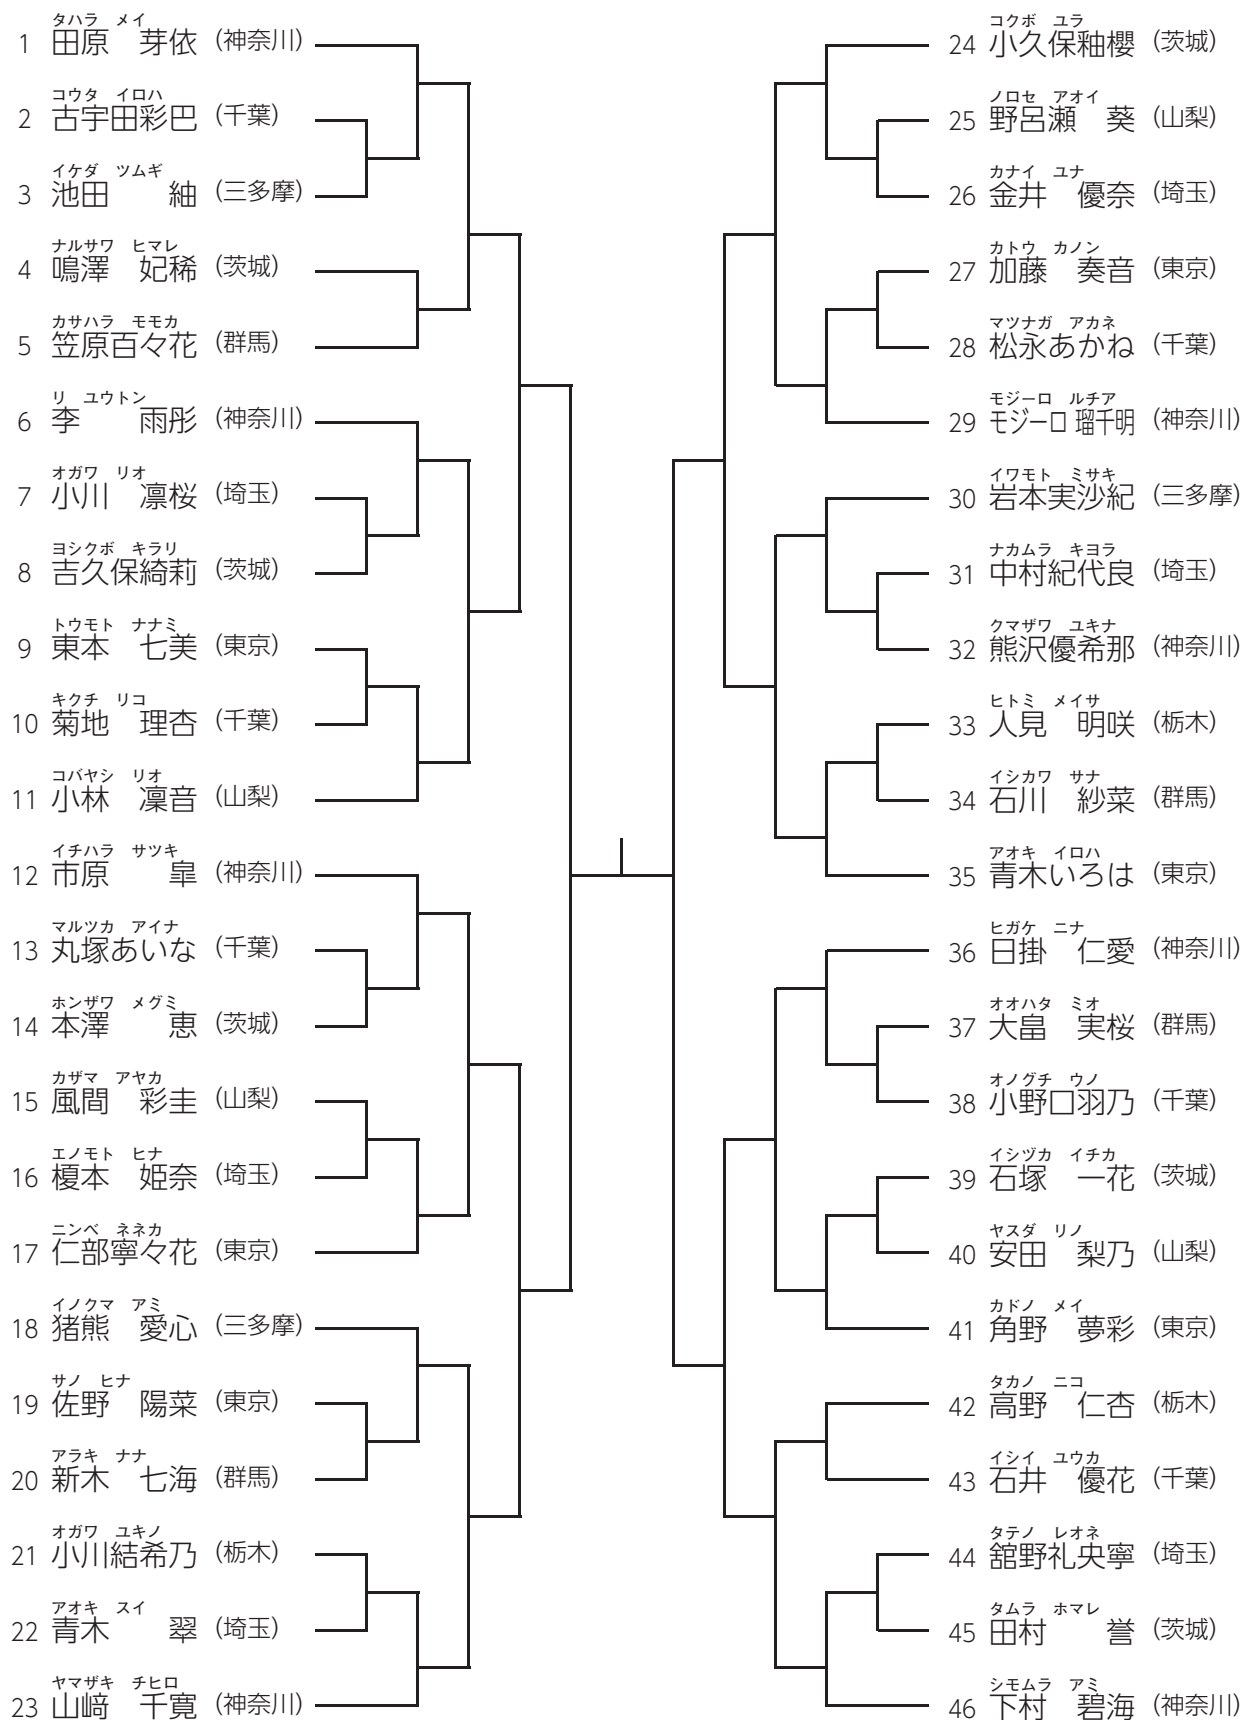 タハラ メイ
1 田原 芽依 (神奈川)
コウタ イロハ
2 古宇田彩巴 (千葉)
イケダ ツムギ
3 池田 紬 (三多摩)
ナルサワ ヒマレ
4 鳴澤 妃稀 (茨城)
カサハラ モモカ
5 笠原百々花 (群馬)
リ ユウトン
6 李 雨彤 (神奈川)
オガワ リオ
7 小川 凛桜 (埼玉)
ヨシクボ キラリ
8 吉久保綺莉 (茨城)
トウモト ナナミ
9 東本 七美 (東京)
キクチ リコ
10 菊地 理杏 (千葉)
コバヤシ リオ
11 小林 凜音 (山梨)
イチハラ サツキ
12 市原 皐 (神奈川)
マルツカ アイナ
13 丸塚あいな (千葉)
ホンザワ メグミ
14 本澤 恵 (茨城)
カザマ アヤカ
15 風間 彩圭 (山梨)
エノモト ヒナ
16 榎本 姫奈 (埼玉)
ニンベ ネネカ
17 仁部寧々花 (東京)
イノクマ アミ
18 猪熊 愛心 (三多摩)
サノ ヒナ
19 佐野 陽菜 (東京)
アラキ ナナ
20 新木 七海 (群馬)
オガワ ユキノ
21 小川結希乃 (栃木)
アオキ スイ
22 青木 翠 (埼玉)
ヤマザキ チヒロ
23 山﨑 千寛 (神奈川)
コクボ ユラ
24 小久保釉櫻 (茨城)
ノロセ アオイ
25 野呂瀬 葵 (山梨)
カナイ ユナ
26 金井 優奈 (埼玉)
カトウ カノン
27 加藤 奏音 (東京)
マツナガ アカネ
28 松永あかね (千葉)
モジーロ ルチア
29 モジーロ 瑠千明 (神奈川)
イワモト ミサキ
30 岩本実沙紀 (三多摩)
ナカムラ キヨラ
31 中村紀代良 (埼玉)
クマザワ ユキナ
32 熊沢優希那 (神奈川)
ヒトミ メイサ
33 人見 明咲 (栃木)
イシカワ サナ
34 石川 紗菜 (群馬)
アオキ イロハ
35 青木いろは (東京)
ヒガケ ニナ
36 日掛 仁愛 (神奈川)
オオハタ ミオ
37 大畠 実桜 (群馬)
オノグチ ウノ
38 小野口羽乃 (千葉)
イシヅカ イチカ
39 石塚 一花 (茨城)
ヤスダ リノ
40 安田 梨乃 (山梨)
カドノ メイ
41 角野 夢彩 (東京)
タカノ ニコ
42 高野 仁杏 (栃木)
イシイ ユウカ
43 石井 優花 (千葉)
タテノ レオネ
44 舘野礼央寧 (埼玉)
タムラ ホマレ
45 田村 誉 (茨城)
シモムラ アミ
46 下村 碧海 (神奈川)